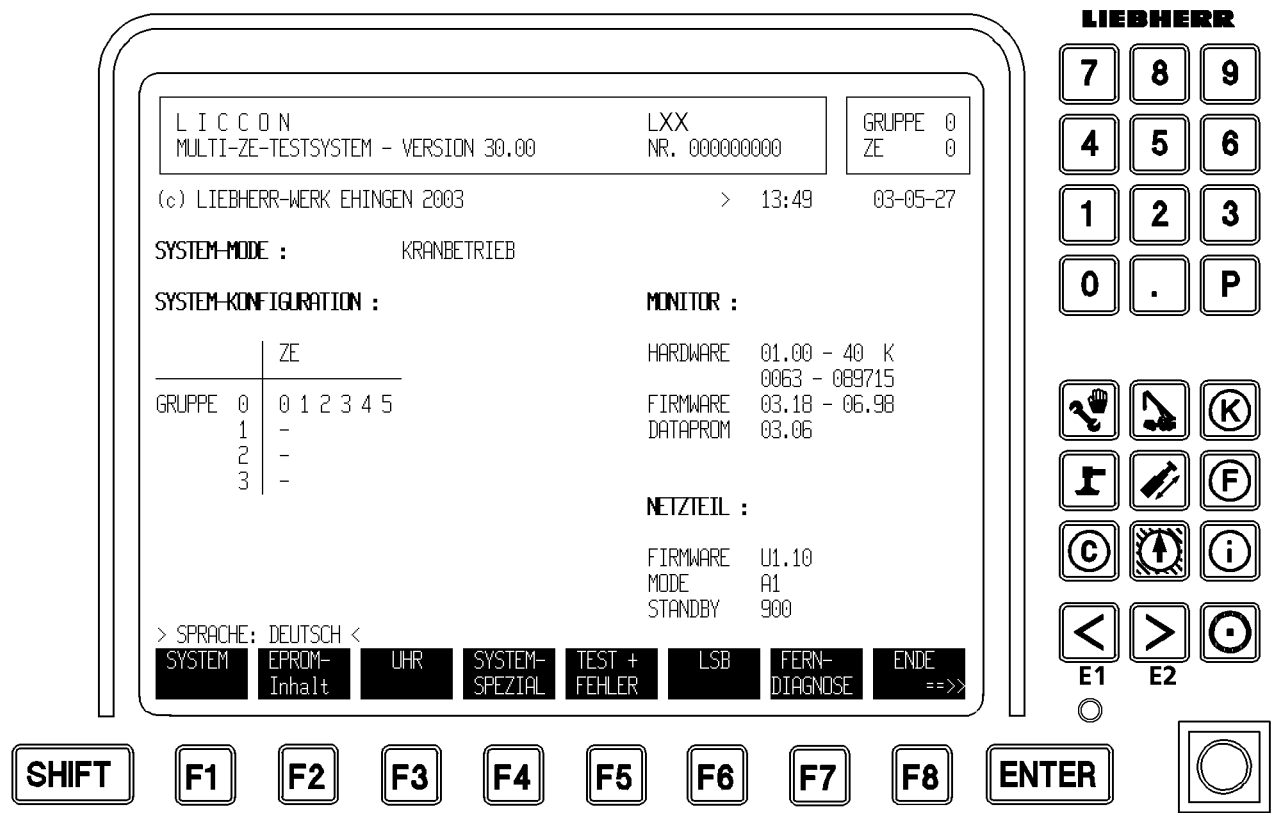 LIEBHERR
L I C C O N LXX GRUPPE 0
MULTI-ZE-TESTSYSTEM - VERSION 30.00 NR. 000000000 ZE 0
(c) LIEBHERR-WERK EHINGEN 2003 > 13:49 03-05-27
SYSTEM-MODE : KRANBETRIEB
SYSTEM-KONFIGURATION :
ZE
GRUPPE 0 0 1 2 3 4 5
1 -
2 -
3 -
MONITOR :
HARDWARE 01.00 - 40 K
0063 - 089715
FIRMWARE 03.18 - 06.98
DATAPROM 03.06
NETZTEIL :
FIRMWARE U1.10
MODE A1
STANDBY 900
> SPRACHE: DEUTSCH <
SYSTEM EPROM- UHR SYSTEM- TEST + LSB FERN- ENDE
Inhalt SPEZIAL FEHLER DIAGNOSE ==>>
7 8 9
4 5 6
1 2 3
0 . P
K
F
C i
< >
E1 E2
SHIFT F1 F2 F3 F4 F5 F6 F7 F8 ENTER